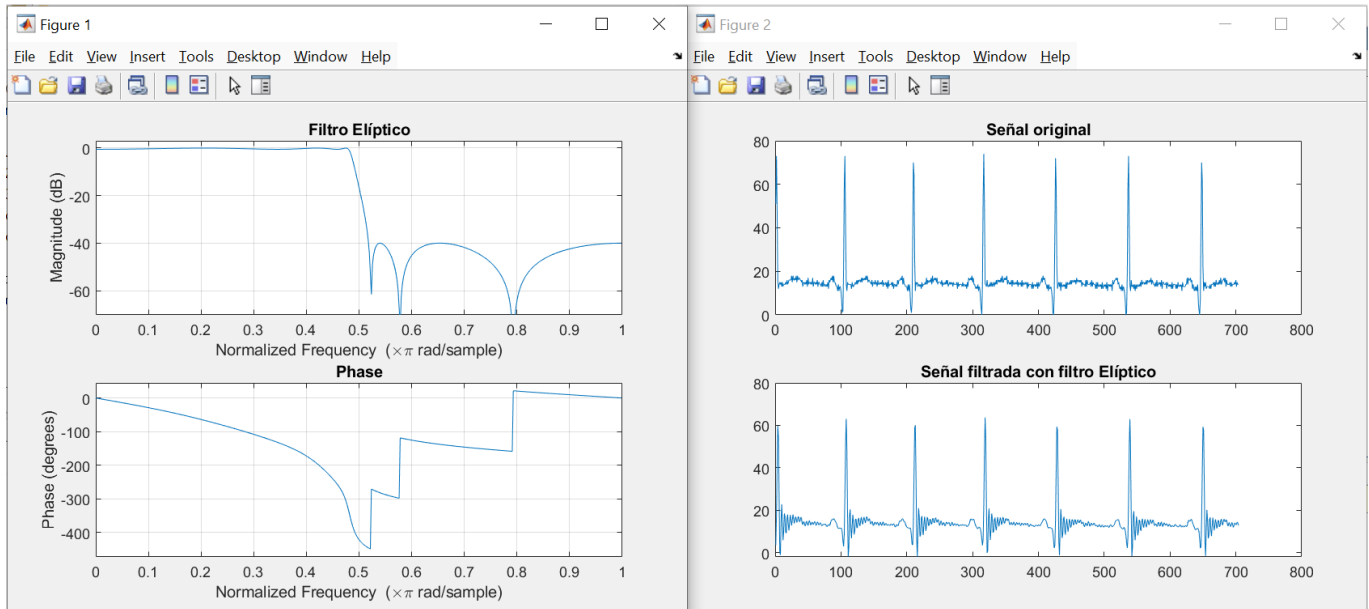 Figure 1
File Edit View Insert Tools Desktop Window Help
Filtro Elíptico
0
-20
-40
-60
Magnitude (dB)
0 0.1 0.2 0.3 0.4 0.5 0.6 0.7 0.8 0.9 1
Normalized Frequency (×π rad/sample)
Phase
0
-100
-200
-300
-400
Phase (degrees)
0 0.1 0.2 0.3 0.4 0.5 0.6 0.7 0.8 0.9 1
Normalized Frequency (×π rad/sample)
Figure 2
File Edit View Insert Tools Desktop Window Help
Señal original
80
60
40
20
0
0 100 200 300 400 500 600 700 800
Señal filtrada con filtro Elíptico
80
60
40
20
0
0 100 200 300 400 500 600 700 800